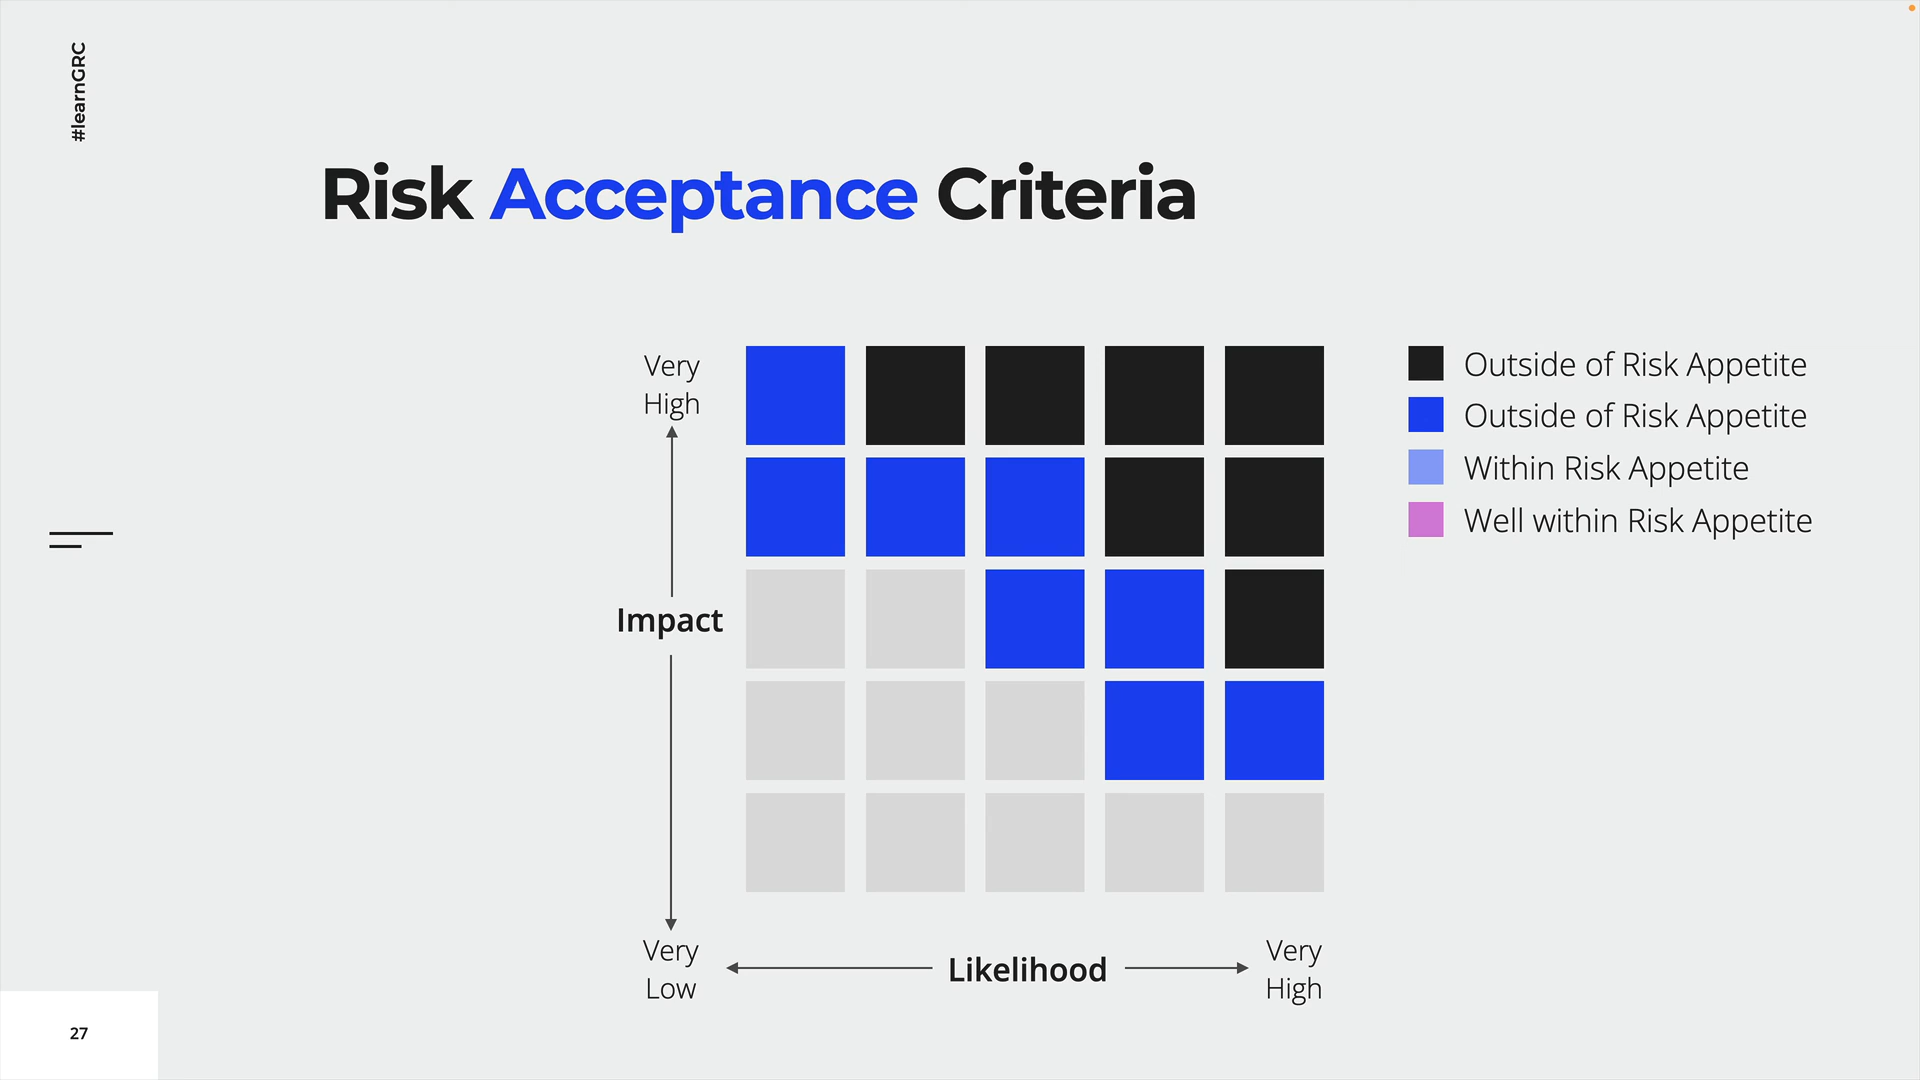 #learnGRC
Risk Acceptance Criteria
Very
High
Impact
Very
Low
Likelihood
Very
High
Outside of Risk Appetite
Outside of Risk Appetite
Within Risk Appetite
Well within Risk Appetite
27